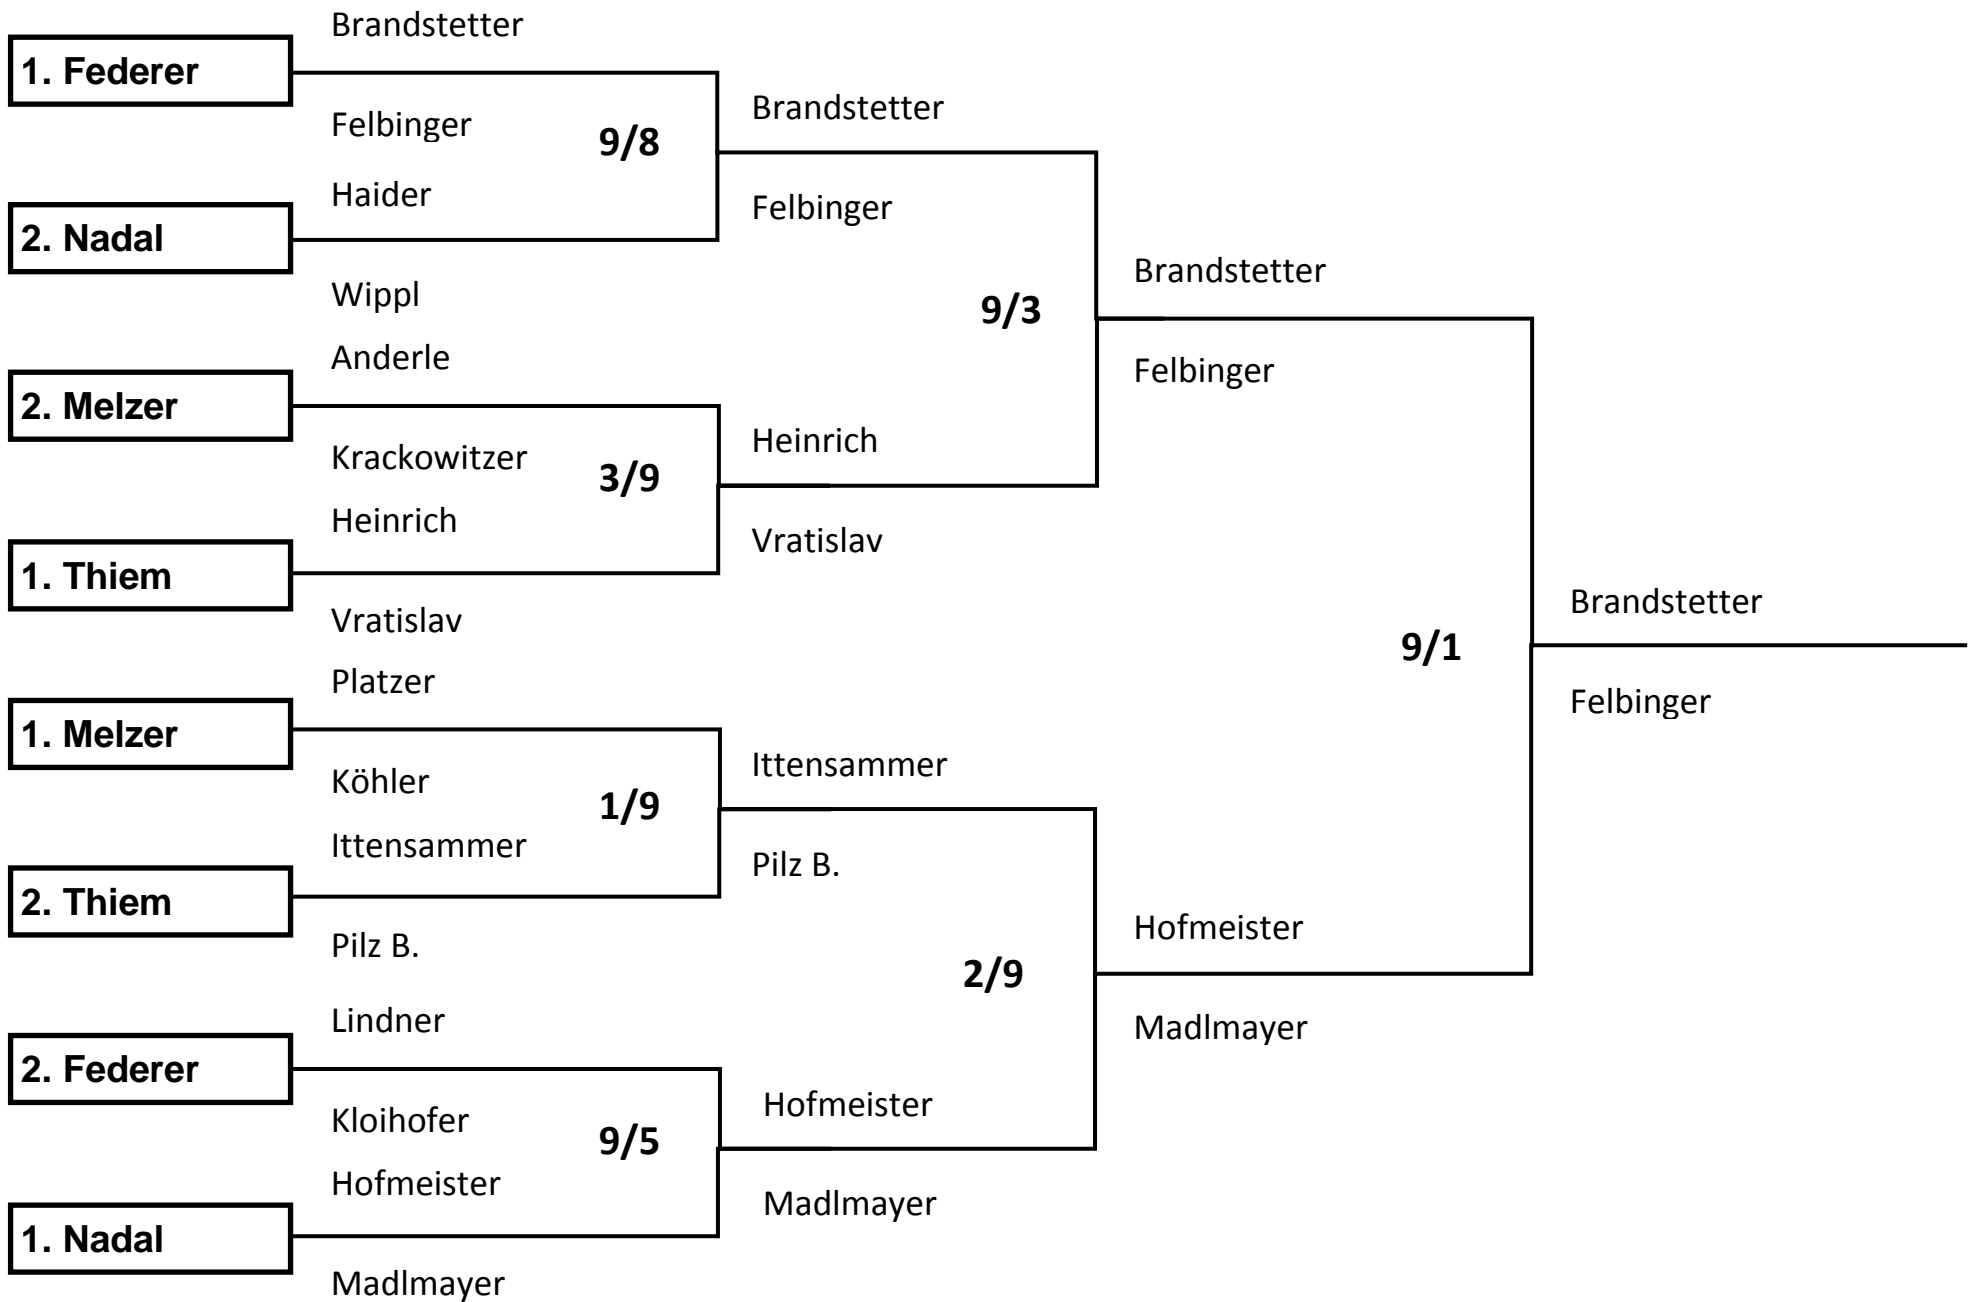 Brandstetter
1. Federer
Felbinger
9/8
Haider
2. Nadal
Wippl
Anderle
2. Melzer
Krackowitzer
3/9
Heinrich
1. Thiem
Vratislav
Platzer
1. Melzer
Köhler
1/9
Ittensammer
2. Thiem
Pilz B.
Lindner
2. Federer
Kloihofer
9/5
Hofmeister
1. Nadal
Madlmayer
Brandstetter
Felbinger
9/3
Heinrich
Vratislav
Ittensammer
Pilz B.
2/9
Hofmeister
Madlmayer
Brandstetter
Felbinger
9/1
Hofmeister
Madlmayer
Brandstetter
Felbinger